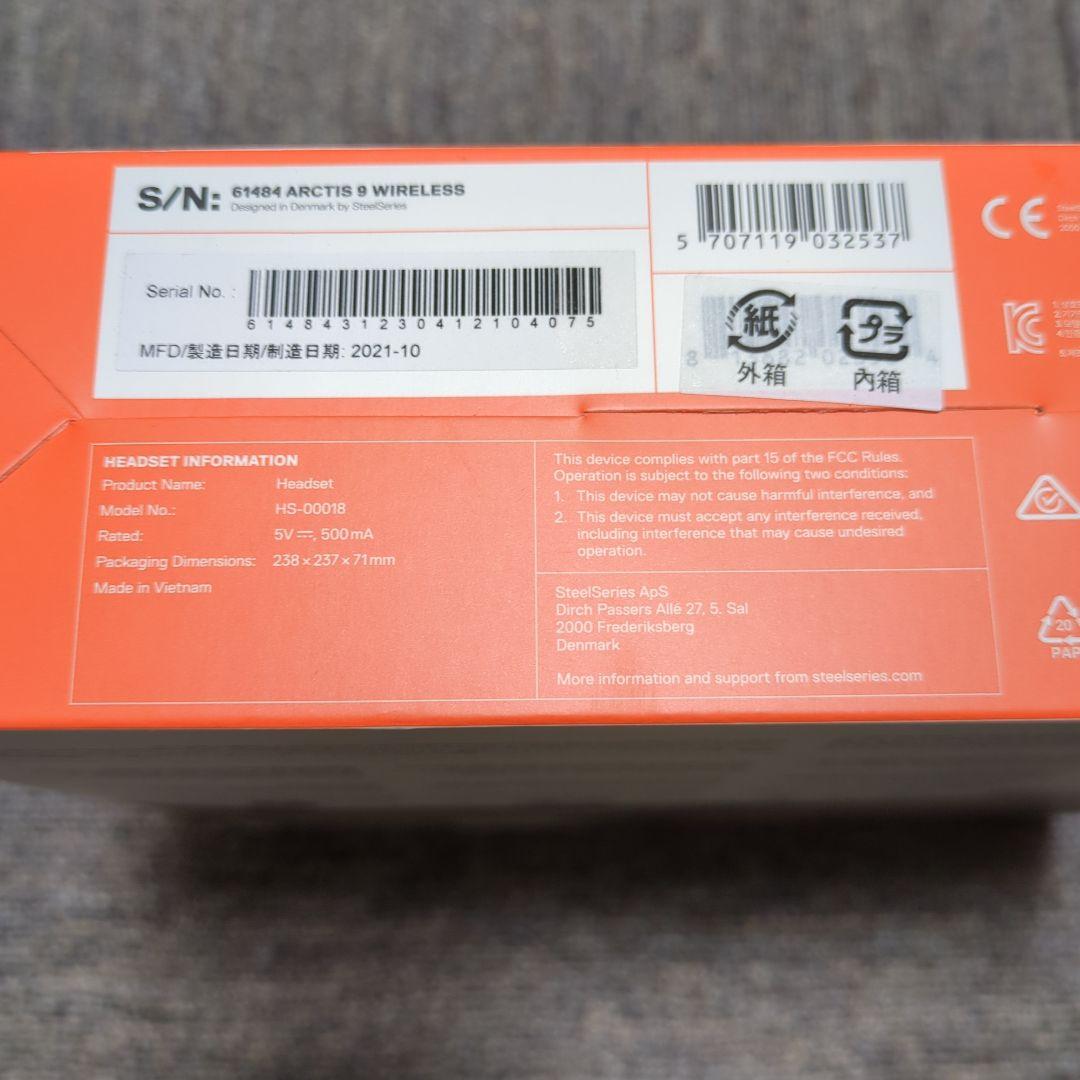 S/N: 61484 ARCTIS 9 WIRELESS
Designed in Denmark by SteelSeries
Serial No. :
614843123041210 4075
MFD/製造日期/制造日期: 2021-10
5 707119 032537
紙
外箱
プラ
內箱
CE
HEADSET INFORMATION
Product Name: Headset
Model No.: HS-00018
Rated: 5V⎓, 500mA
Packaging Dimensions: 238 × 237 × 71mm
Made in Vietnam
This device complies with part 15 of the FCC Rules.
Operation is subject to the following two conditions:
1. This device may not cause harmful interference, and
2. This device must accept any interference received,
including interference that may cause undesired
operation.
SteelSeries ApS
Dirch Passers Allé 27, 5. Sal
2000 Frederiksberg
Denmark
More information and support from steelseries.com
20
PAP